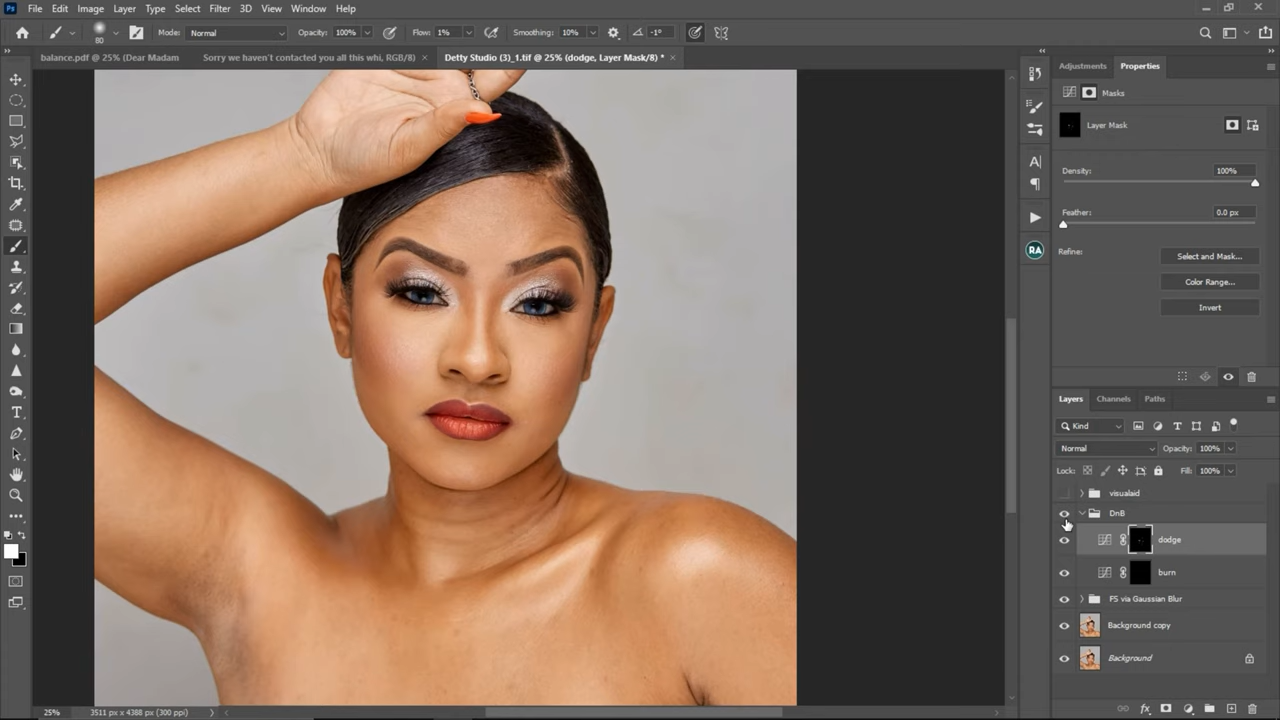 Ps File Edit Image Layer Type Select Filter 3D View Window Help
80 Mode: Normal Opacity: 100% Flow: 1% Smoothing: 10% -1°
balance.pdf @ 25% (Dear Madam Sorry we haven't contacted you all this whi, RGB/8) × Detty Studio (3)_1.tif @ 25% (dodge, Layer Mask/8) * ×
Adjustments Properties
Masks
Layer Mask
Density: 100%
Feather: 0.0 px
Refine: Select and Mask...
Color Range...
Invert
Layers Channels Paths
Kind
Normal Opacity: 100%
Lock: Fill: 100%
visualaid
DnB
dodge
burn
FS via Gaussian Blur
Background copy
Background
A|
RA
25% 3511 px x 4388 px (300 ppi)